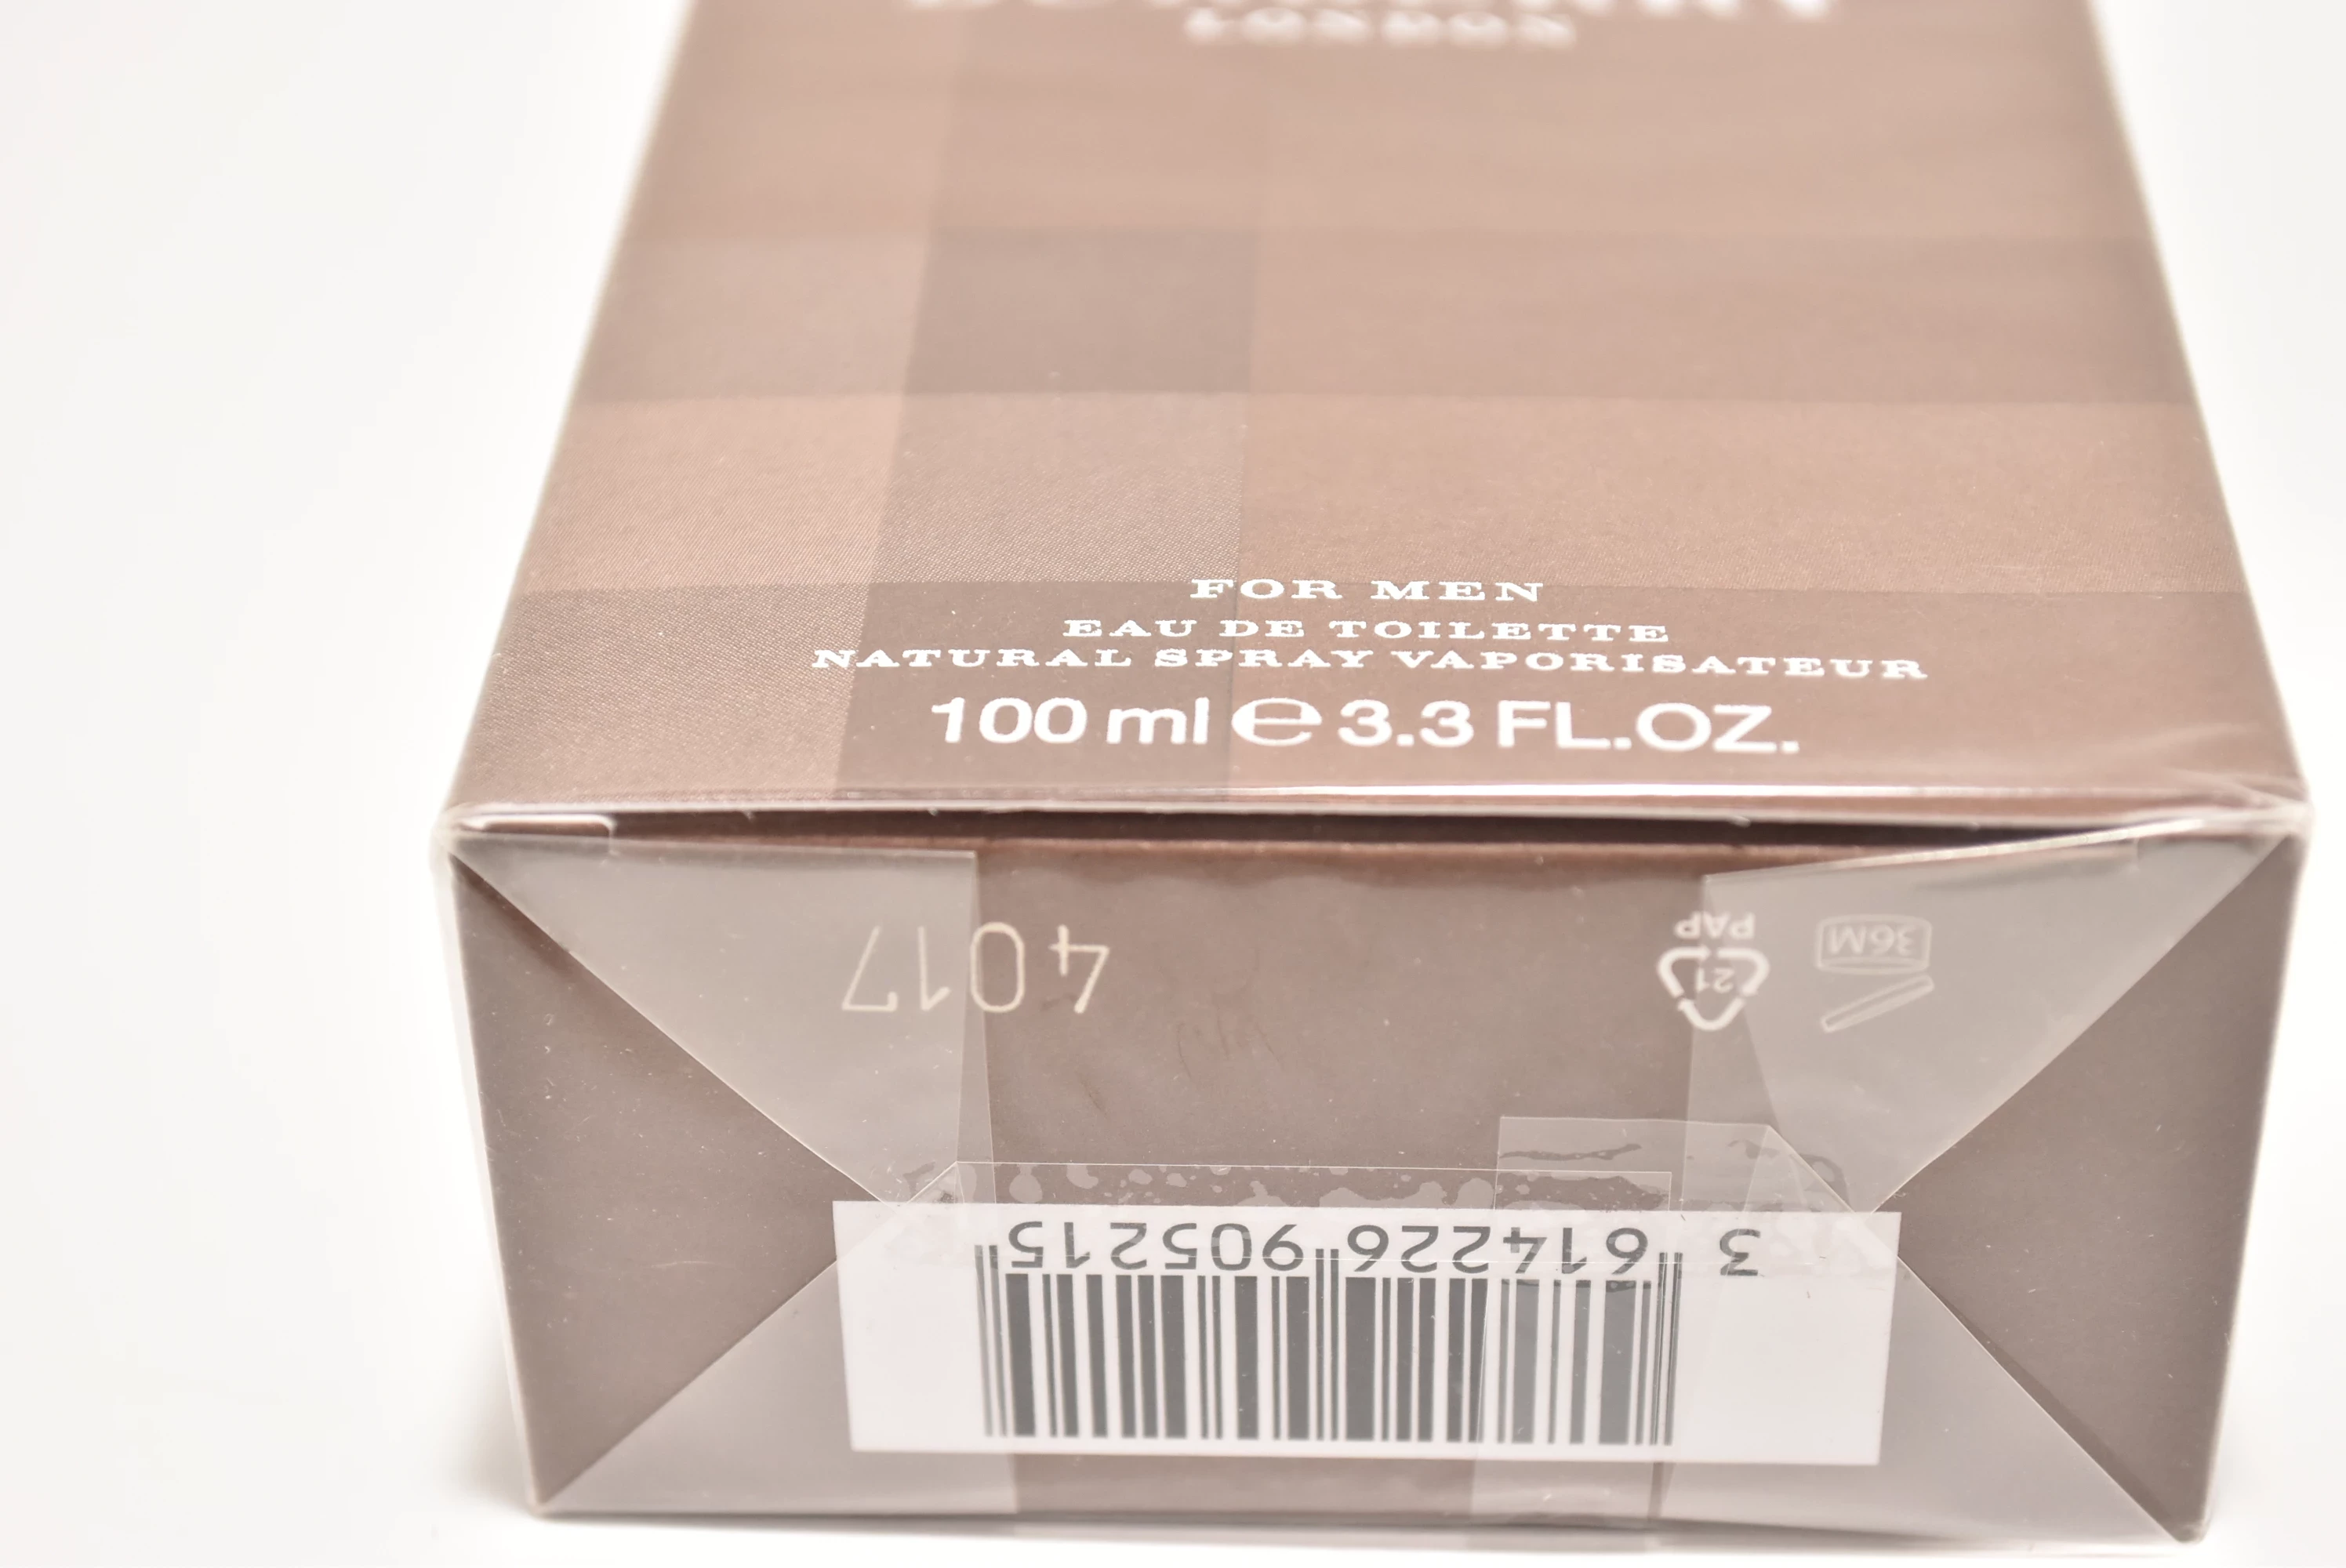 LONDON
FOR MEN
EAU DE TOILETTE
NATURAL SPRAY VAPORISATEUR
100 ml e 3.3 FL.OZ.
4017
21
PAP
36M
3 614226 905215